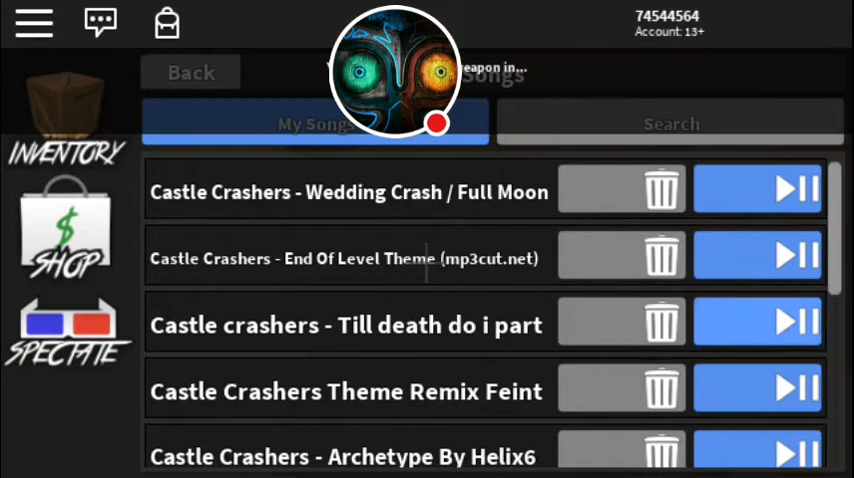 74544564
Account: 13+
Back
Songs
Y
eapon in...
My Songs
Search
INVENTORY
Castle Crashers - Wedding Crash / Full Moon
$
SHOP
Castle Crashers - End Of Level Theme (mp3cut.net)
SPECTATE
Castle crashers - Till death do i part
Castle Crashers Theme Remix Feint
Castle Crashers - Archetype By Helix6